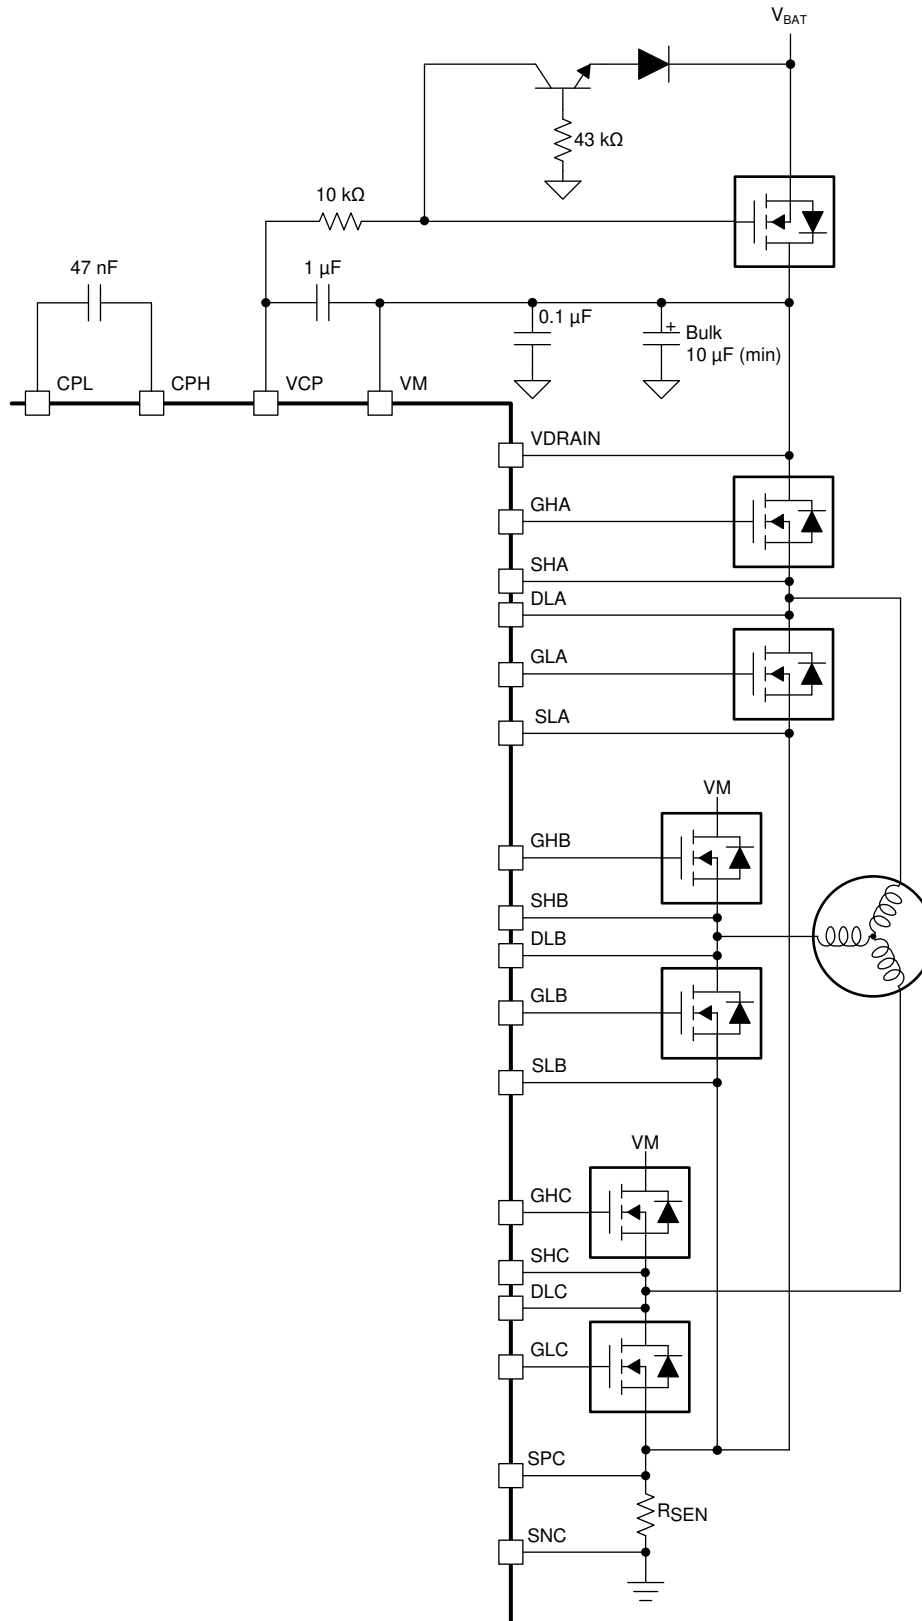 VBAT
43 kΩ
10 kΩ
47 nF
1 µF
0.1 µF
+
Bulk
10 µF (min)
CPL
CPH
VCP
VM
VDRAIN
GHA
SHA
DLA
GLA
SLA
VM
GHB
SHB
DLB
GLB
SLB
VM
GHC
SHC
DLC
GLC
SPC
RSEN
SNC